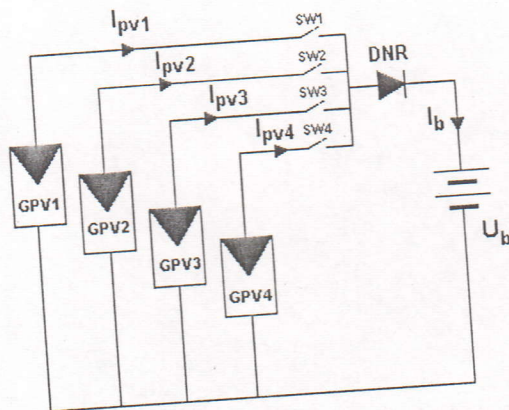 Ipv1
SW1
Ipv2
SW2
DNR
Ipv3
SW3
Ipv4
SW4
Ib
GPV1
GPV2
GPV3
GPV4
Ub